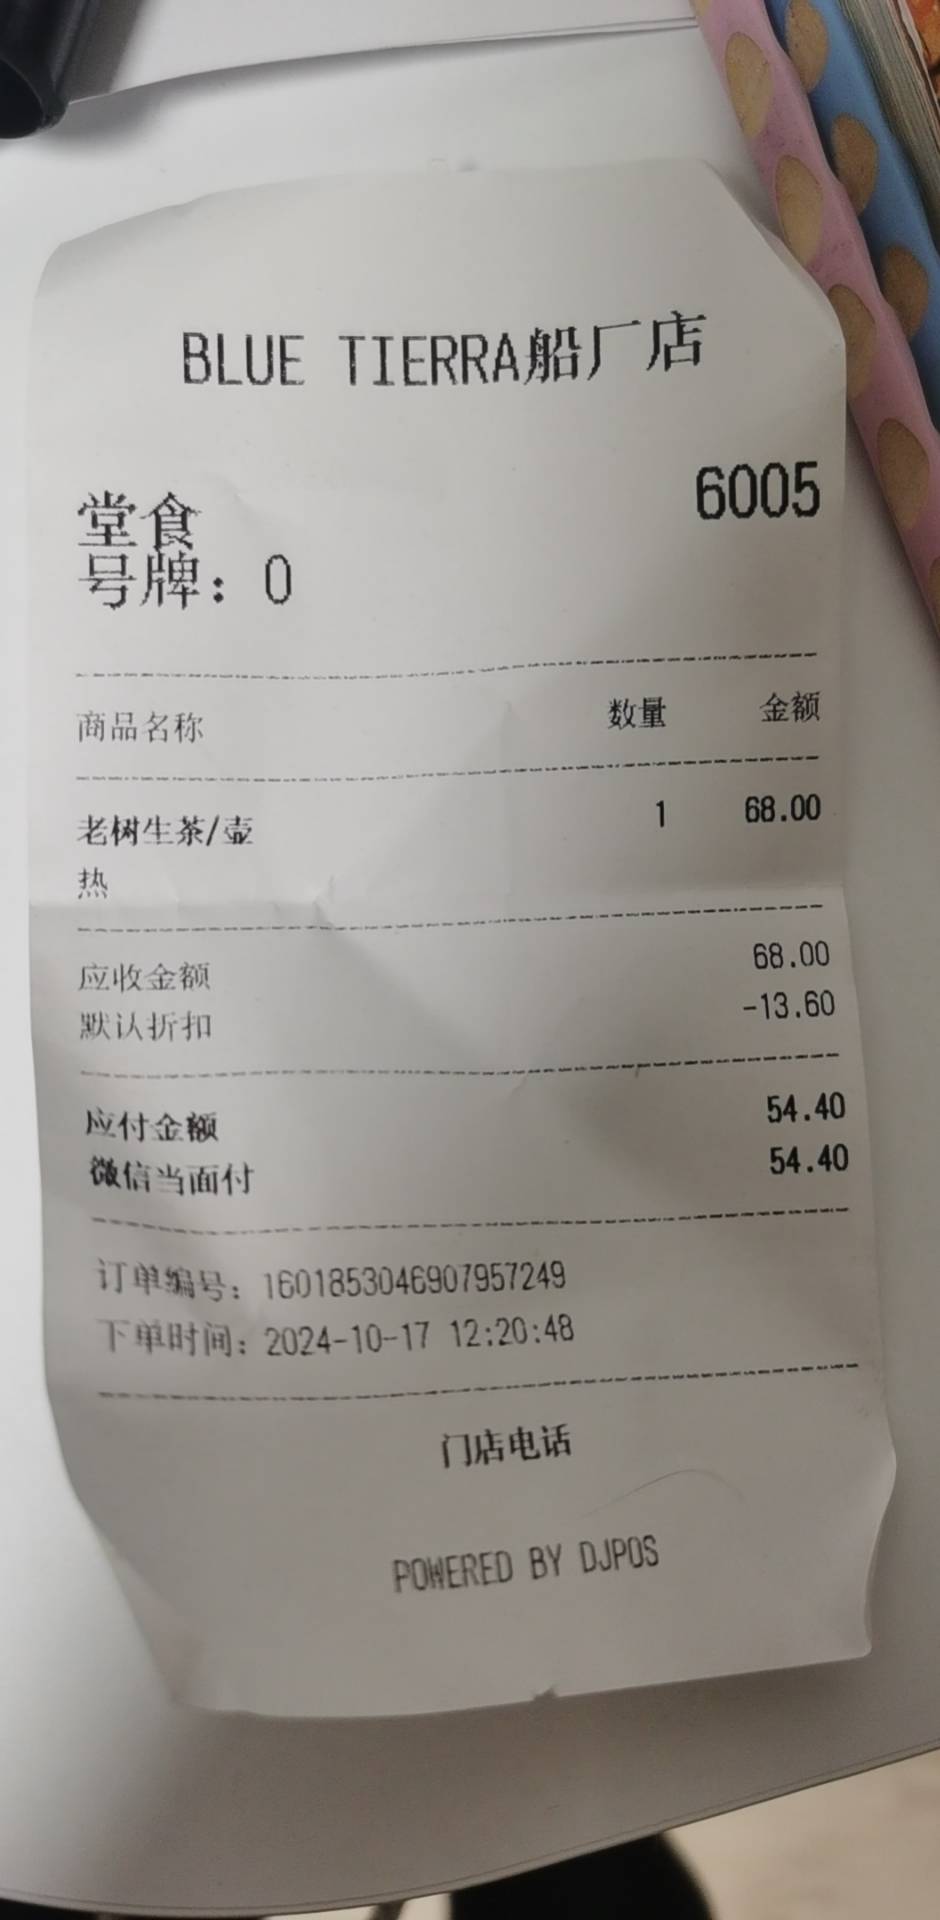 BLUE TIERRA船厂店
6005
堂食
号牌：0
商品名称 数量 金额
老树生茶/壶 1 68.00
热
应收金额 68.00
默认折扣 -13.60
应付金额 54.40
微信当面付 54.40
订单编号：1601853046907957249
下单时间：2024-10-17 12:20:48
门店电话
POWERED BY DJPOS